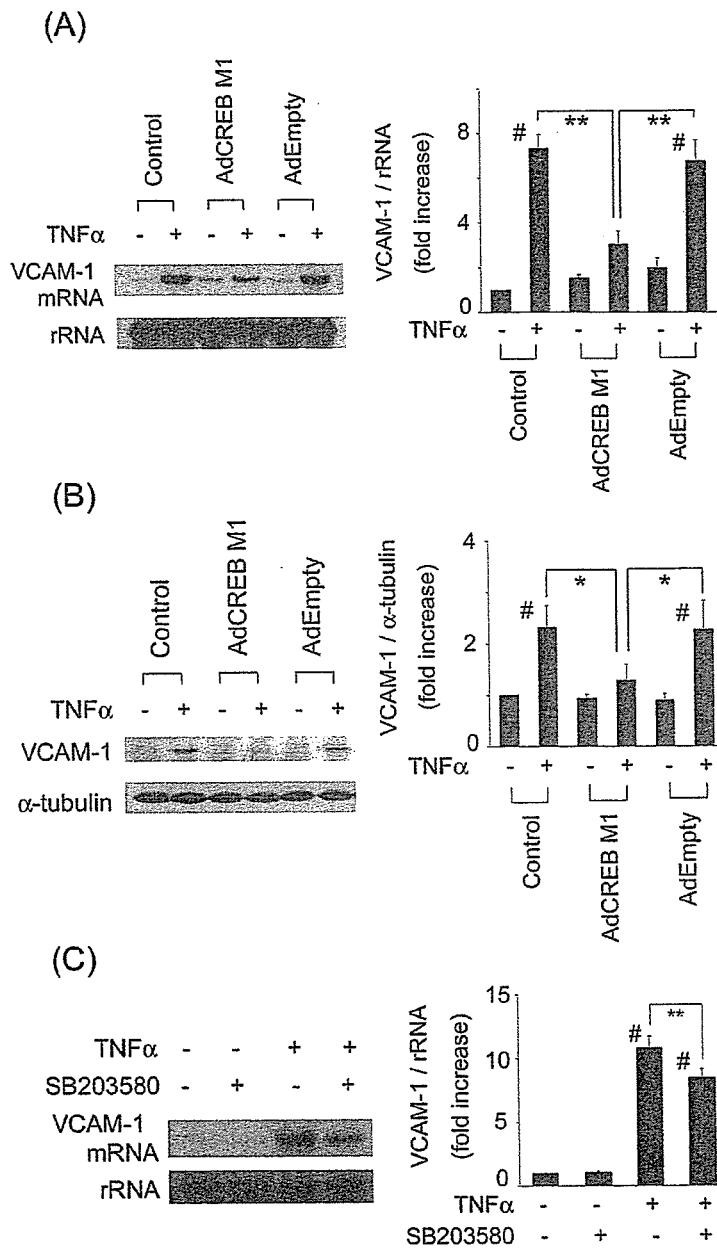 (A)
Control
AdCREB M1
AdEmpty
TNFα - + - + - +
VCAM-1
mRNA
rRNA
VCAM-1 / rRNA
(fold increase)
8
4
0
# ** ** #
TNFα - + - + - +
Control
AdCREB M1
AdEmpty
(B)
Control
AdCREB M1
AdEmpty
TNFα - + - + - +
VCAM-1
α-tubulin
VCAM-1 / α-tubulin
(fold increase)
4
2
0
# * * #
TNFα - + - + - +
Control
AdCREB M1
AdEmpty
(C)
TNFα - - + +
SB203580 - + - +
VCAM-1
mRNA
rRNA
VCAM-1 / rRNA
(fold increase)
15
10
5
0
# ** #
TNFα - - + +
SB203580 - + - +